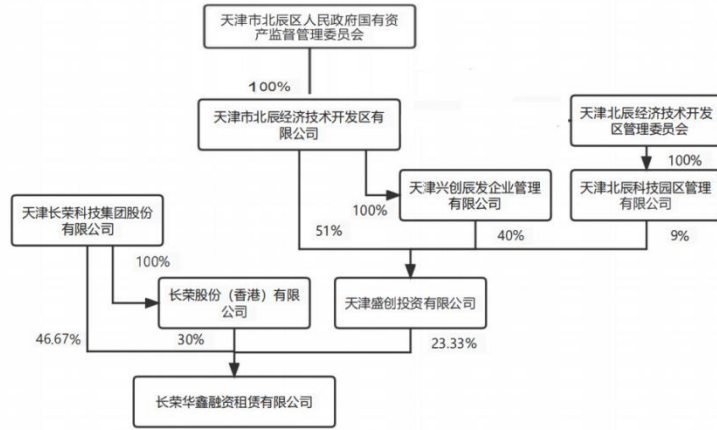 天津市北辰区人民政府国有资
产监督管理委员会
100%
天津市北辰经济技术开发区有
限公司
天津北辰经济技术开发
区管理委员会
100%
100%
天津兴创辰发企业管理
有限公司
天津北辰科技园区管理
有限公司
天津长荣科技集团股份
有限公司
51%
40%
9%
100%
长荣股份（香港）有限
公司
天津盛创投资有限公司
46.67%
30%
23.33%
长荣华鑫融资租赁有限公司